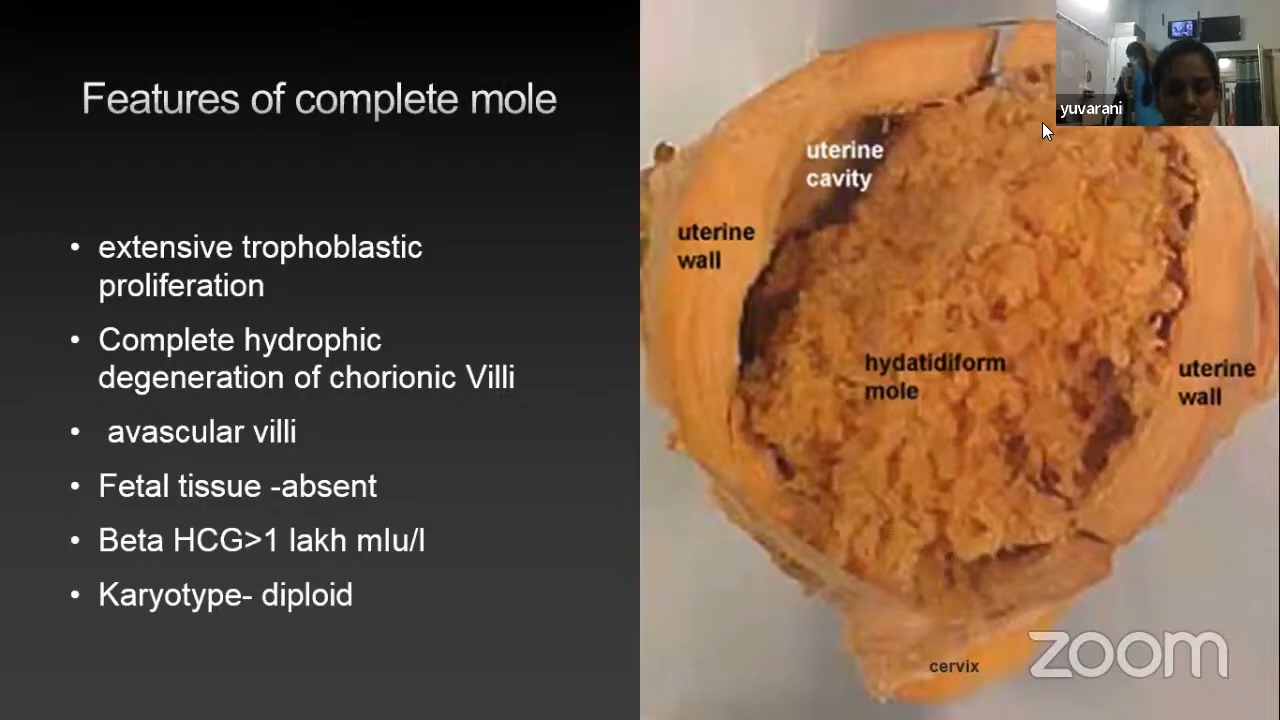 Features of complete mole
• extensive trophoblastic
proliferation
• Complete hydrophic
degeneration of chorionic Villi
• avascular villi
• Fetal tissue -absent
• Beta HCG>1 lakh mIu/l
• Karyotype- diploid
uterine
cavity
uterine
wall
hydatidiform
mole
uterine
wall
cervix
yuvarani
zoom